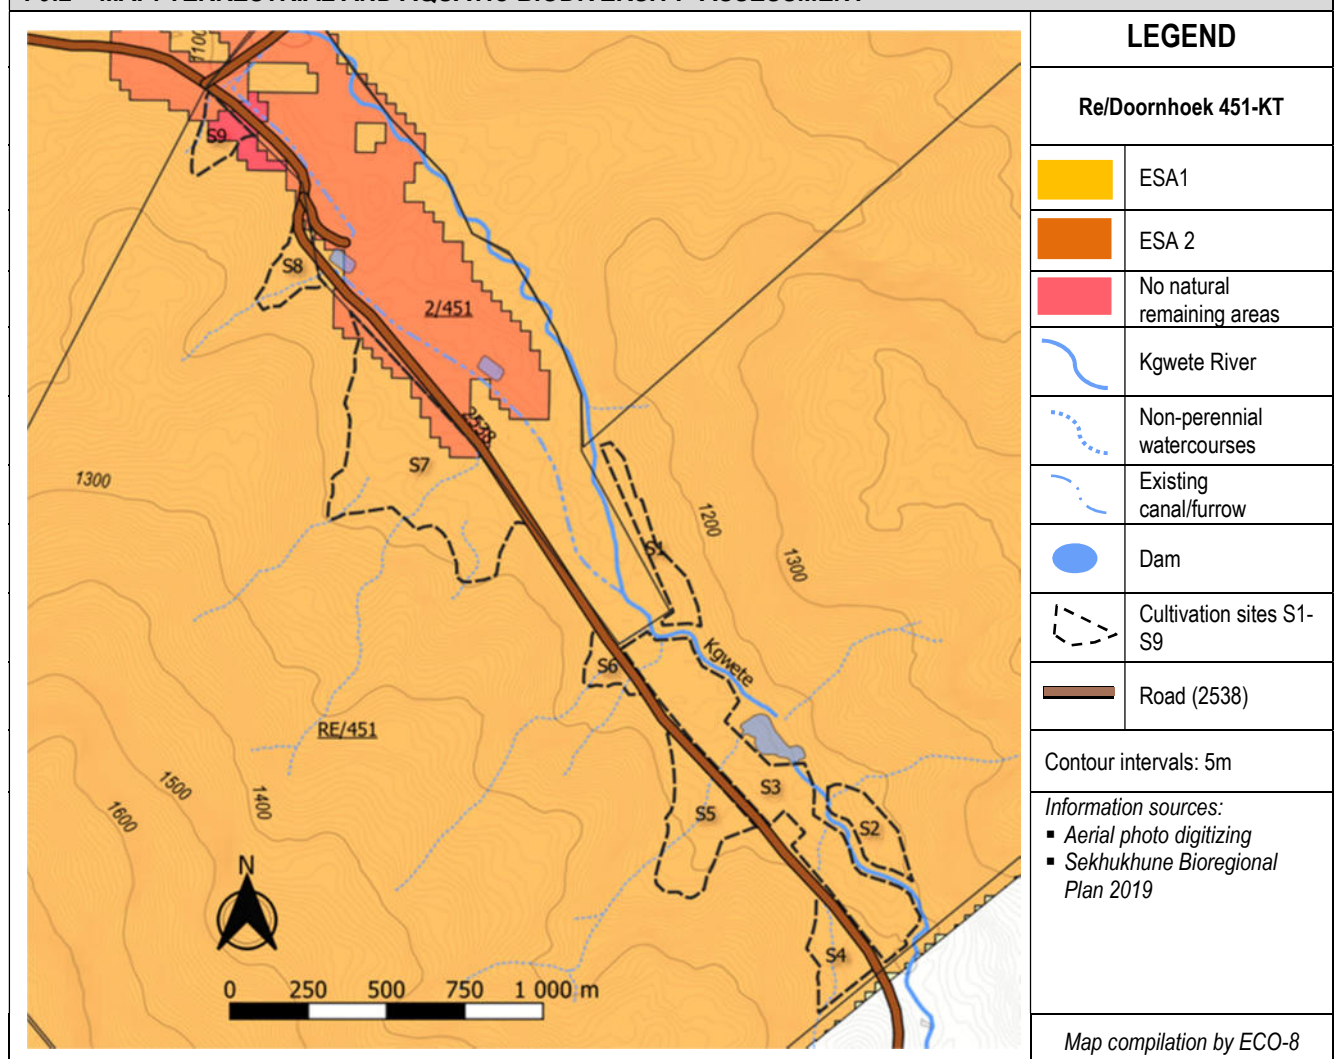 LEGEND
Re/Doornhoek 451-KT
ESA1
ESA 2
No natural
remaining areas
Kgwete River
Non-perennial
watercourses
Existing
canal/furrow
Dam
Cultivation sites S1-
S9
Road (2538)
Contour intervals: 5m
Information sources:
▪ Aerial photo digitizing
▪ Sekhukhune Bioregional
Plan 2019
Map compilation by ECO-8
1100
S9
S8
2/451
2538
S7
1300
1200
S1
1300
Kgwete
S6
RE/451
S3
S5
S2
1500
1400
1600
S4
N
0 250 500 750 1 000 m